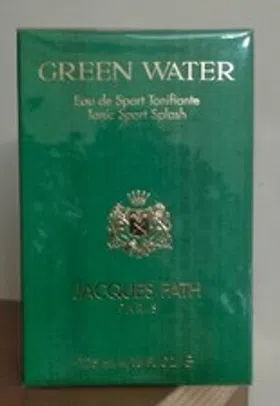 GREEN WATER
Eau de Sport Tonifiante
Tonic Sport Splash
JACQUES FATH
PARIS